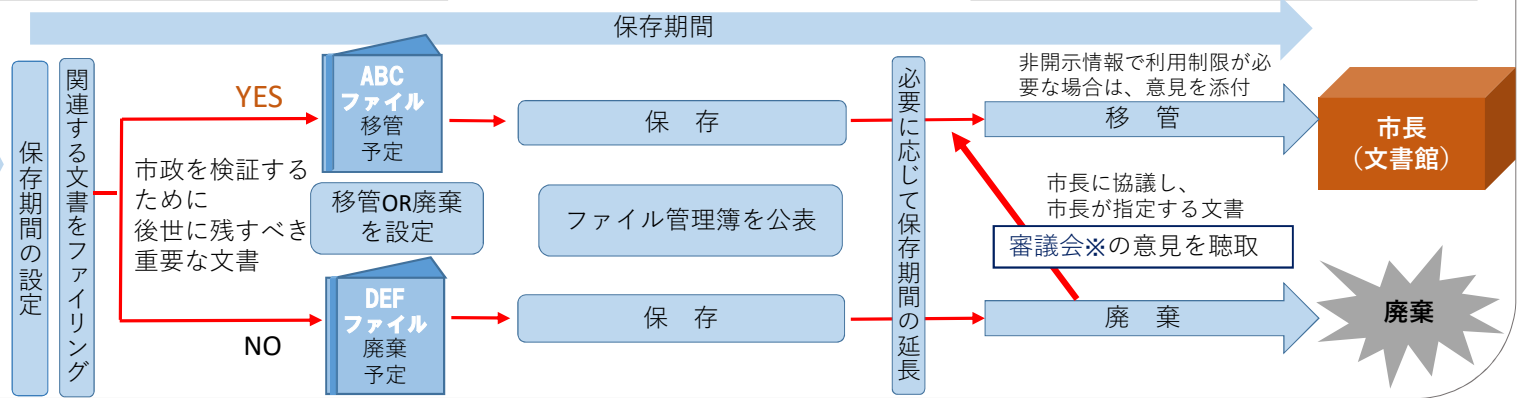 保存期間
保存期間の設定
関連する文書をファイリング
YES
市政を検証する
ために
後世に残すべき
重要な文書
NO
ABC
ファイル
移管
予定
移管OR廃棄
を設定
DEF
ファイル
廃棄
予定
保　存
ファイル管理簿を公表
保　存
必要に応じて保存期間の延長
非開示情報で利用制限が必
要な場合は、意見を添付
移　管
市長に協議し、
市長が指定する文書
審議会※の意見を聴取
廃　棄
市長
（文書館）
廃棄